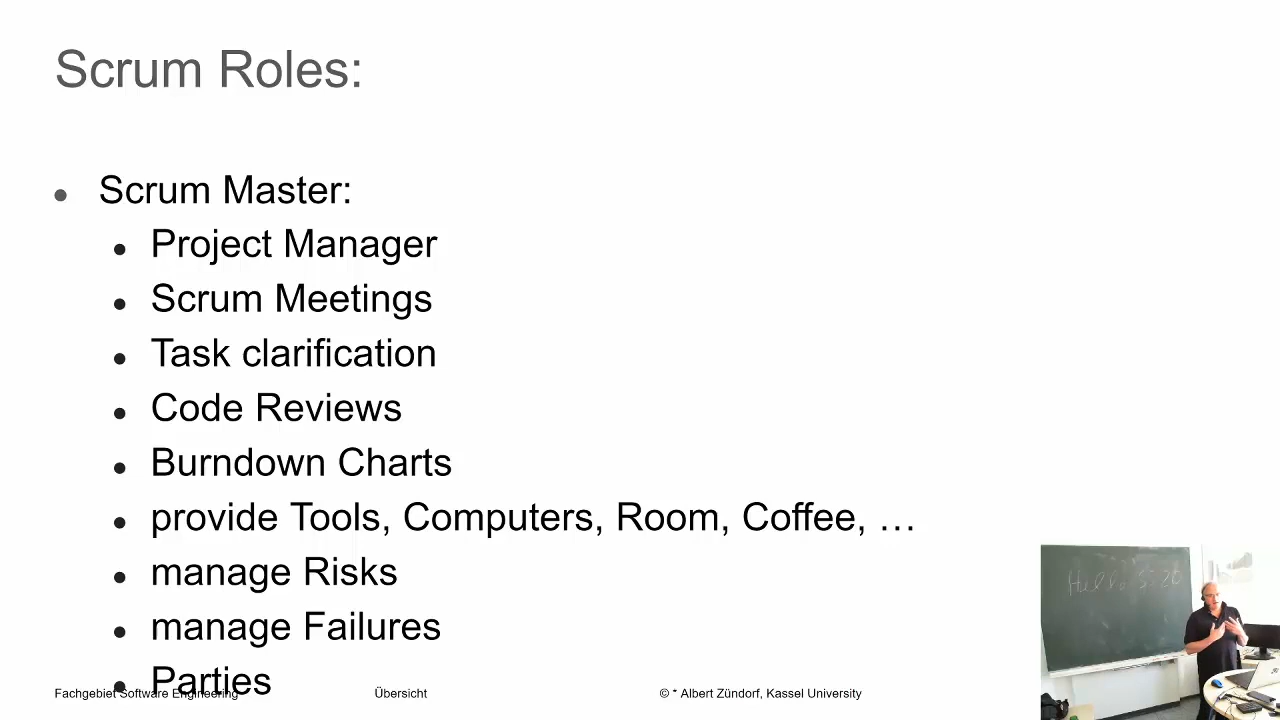 Scrum Roles:
● Scrum Master:
● Project Manager
● Scrum Meetings
● Task clarification
● Code Reviews
● Burndown Charts
● provide Tools, Computers, Room, Coffee, …
● manage Risks
● manage Failures
● Parties
Fachgebiet Software Engineering Übersicht © * Albert Zündorf, Kassel University